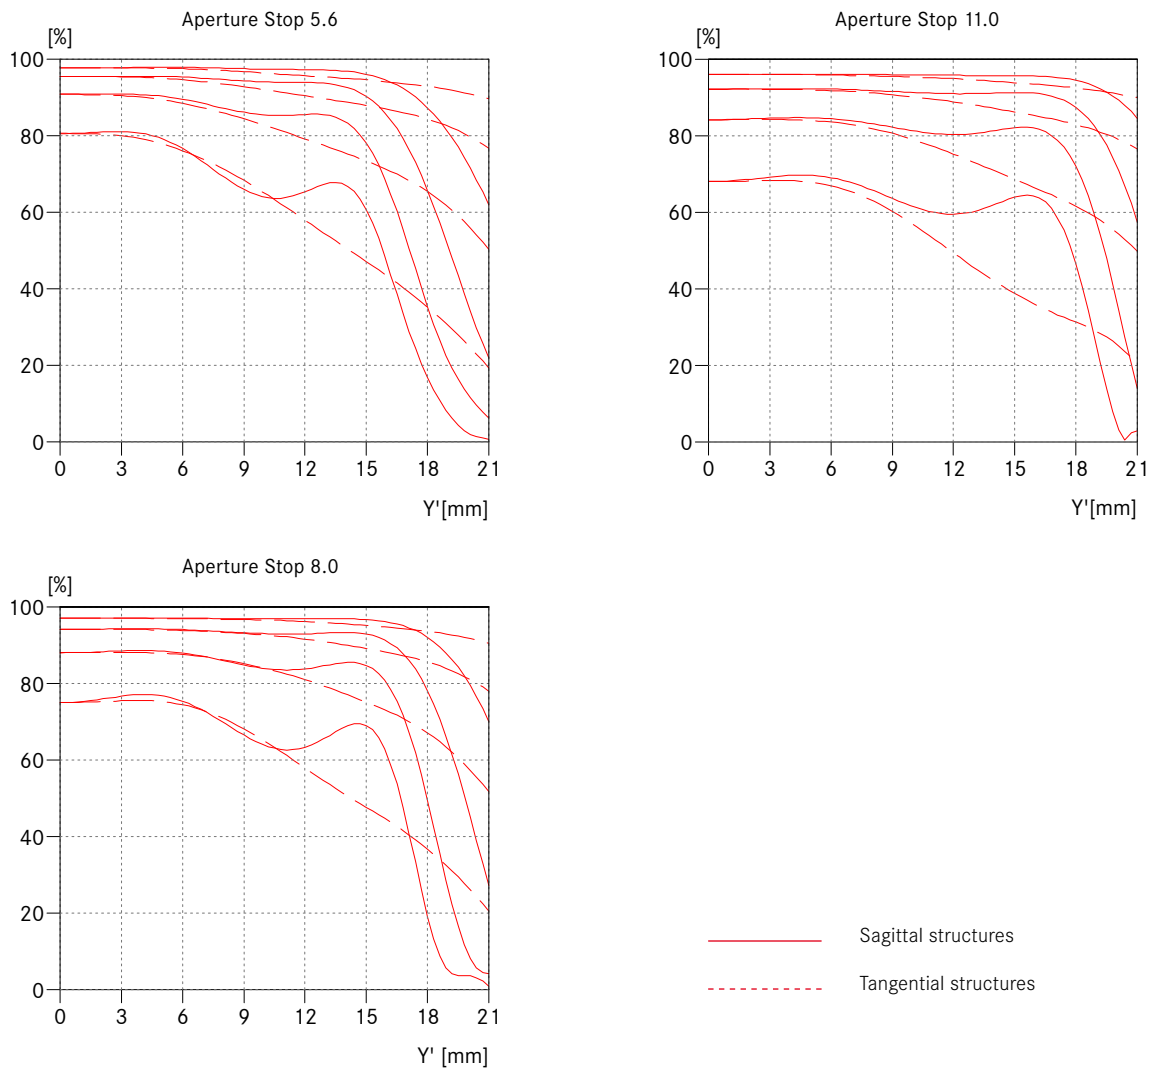 Aperture Stop 5.6
[%]
100
80
60
40
20
0
0 3 6 9 12 15 18 21
Y'[mm]
Aperture Stop 11.0
[%]
100
80
60
40
20
0
0 3 6 9 12 15 18 21
Y'[mm]
Aperture Stop 8.0
[%]
100
80
60
40
20
0
0 3 6 9 12 15 18 21
Y' [mm]
Sagittal structures
Tangential structures